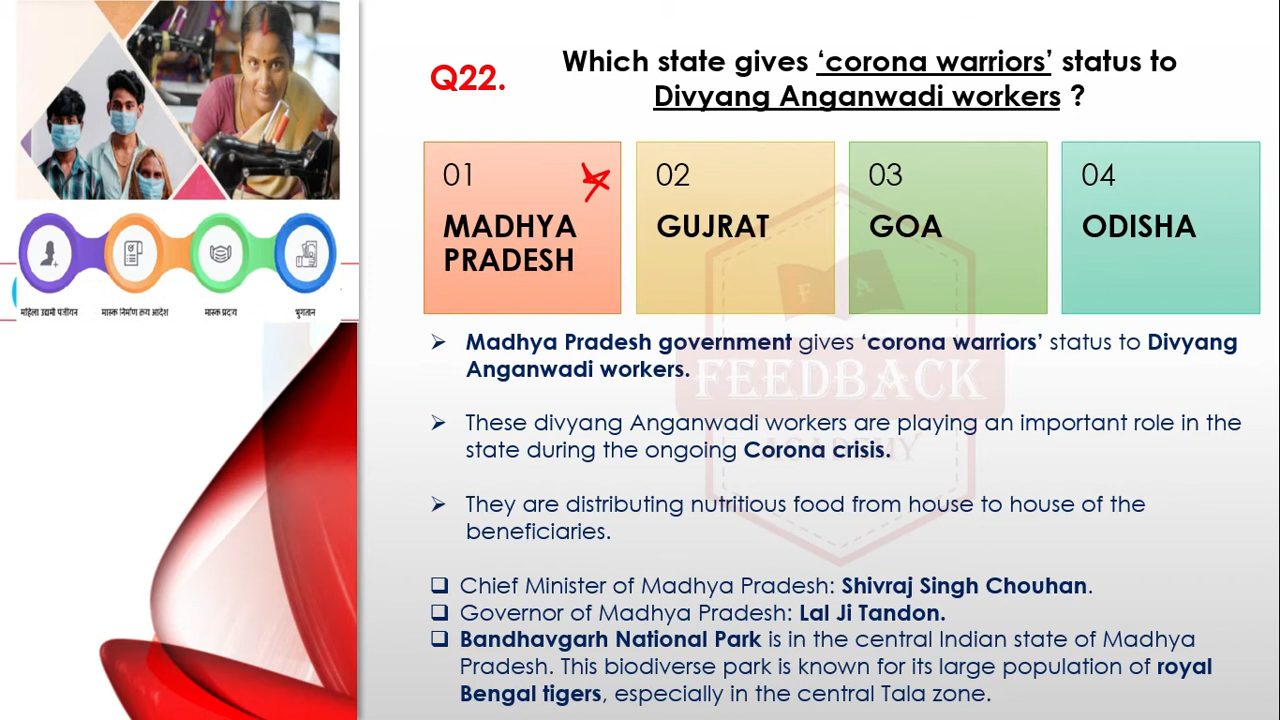 Q22.
Which state gives ‘corona warriors’ status to
Divyang Anganwadi workers ?
01
MADHYA
PRADESH
02
GUJRAT
03
GOA
04
ODISHA
महिला उद्यमी पंजीयन
मास्क निर्माण क्रय आदेश
मास्क प्रदाय
भुगतान
F A
FEEDBACK
ACADEMY
➢ Madhya Pradesh government gives ‘corona warriors’ status to Divyang
Anganwadi workers.
➢ These divyang Anganwadi workers are playing an important role in the
state during the ongoing Corona crisis.
➢ They are distributing nutritious food from house to house of the
beneficiaries.
❑ Chief Minister of Madhya Pradesh: Shivraj Singh Chouhan.
❑ Governor of Madhya Pradesh: Lal Ji Tandon.
❑ Bandhavgarh National Park is in the central Indian state of Madhya
Pradesh. This biodiverse park is known for its large population of royal
Bengal tigers, especially in the central Tala zone.